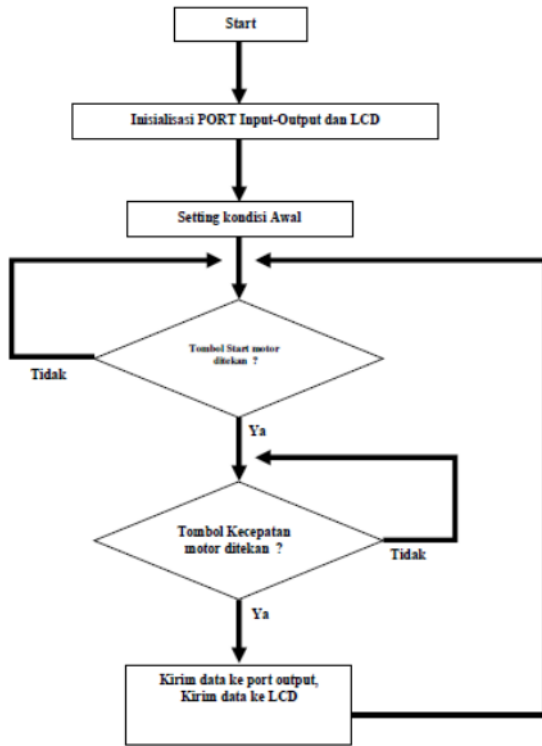 Start
Inisialisasi PORT Input-Output dan LCD
Setting kondisi Awal
Tombol Start motor
ditekan ?
Tidak
Ya
Tombol Kecepatan
motor ditekan ?
Tidak
Ya
Kirim data ke port output,
Kirim data ke LCD